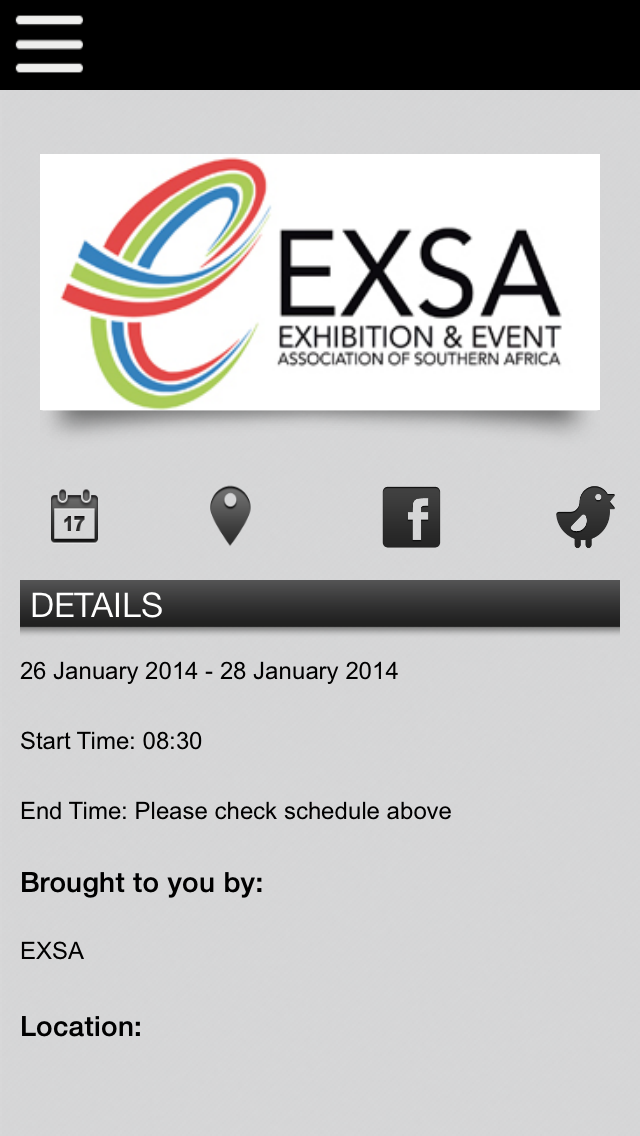 EXSA
EXHIBITION & EVENT
ASSOCIATION OF SOUTHERN AFRICA
17
f
DETAILS
26 January 2014 - 28 January 2014
Start Time: 08:30
End Time: Please check schedule above
Brought to you by:
EXSA
Location: